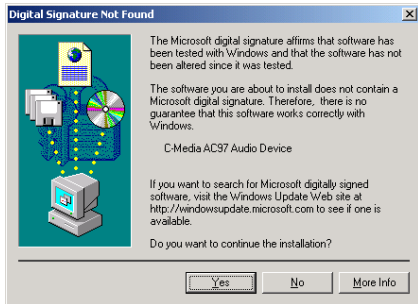 Digital Signature Not Found
The Microsoft digital signature affirms that software has
been tested with Windows and that the software has not
been altered since it was tested.
The software you are about to install does not contain a
Microsoft digital signature. Therefore, there is no
guarantee that this software works correctly with
Windows.
C-Media AC97 Audio Device
If you want to search for Microsoft digitally signed
software, visit the Windows Update Web site at
http://windowsupdate.microsoft.com to see if one is
available.
Do you want to continue the installation?
Yes No More Info